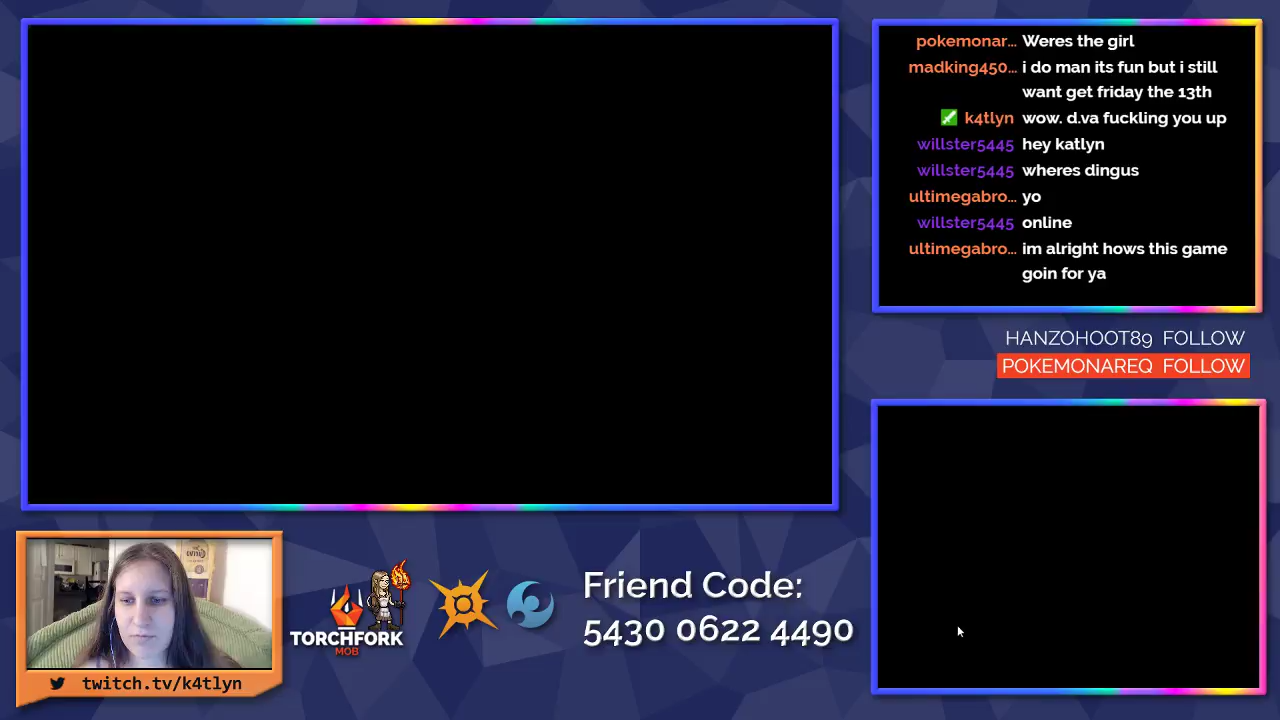 pokemonar… Weres the girl
madking450… i do man its fun but i still
want get friday the 13th
k4tlyn wow. d.va fuckling you up
willster5445 hey katlyn
willster5445 wheres dingus
ultimegabro… yo
willster5445 online
ultimegabro… im alright hows this game
goin for ya
HANZOHOOT89 FOLLOW
POKEMONAREQ FOLLOW
Friend Code:
5430 0622 4490
TORCHFORK
MOB
twitch.tv/k4tlyn